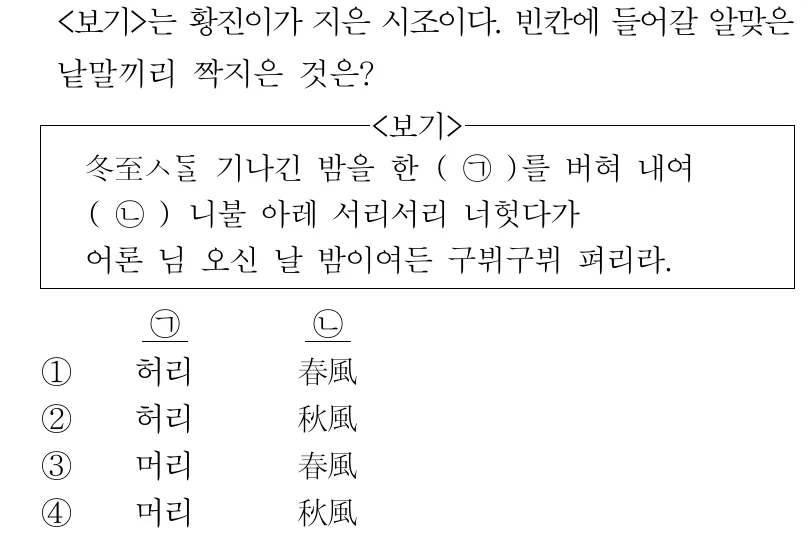 <보기>는 황진이가 지은 시조이다. 빈칸에 들어갈 알맞은
낱말끼리 짝지은 것은?
<보기>
冬至ㅅᄃᆞᆯ 기나긴 밤을 한 ( ㉠ )를 버혀 내여
( ㉡ ) 니불 아레 서리서리 너헛다가
어론 님 오신 날 밤이여든 구뷔구뷔 펴리라.
㉠ ㉡
① 허리 春風
② 허리 秋風
③ 머리 春風
④ 머리 秋風